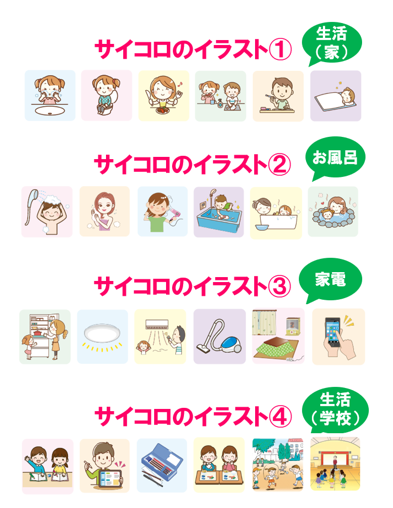 サイコロのイラスト①
生活
(家)
サイコロのイラスト②
お風呂
サイコロのイラスト③
家電
サイコロのイラスト④
生活
(学校)